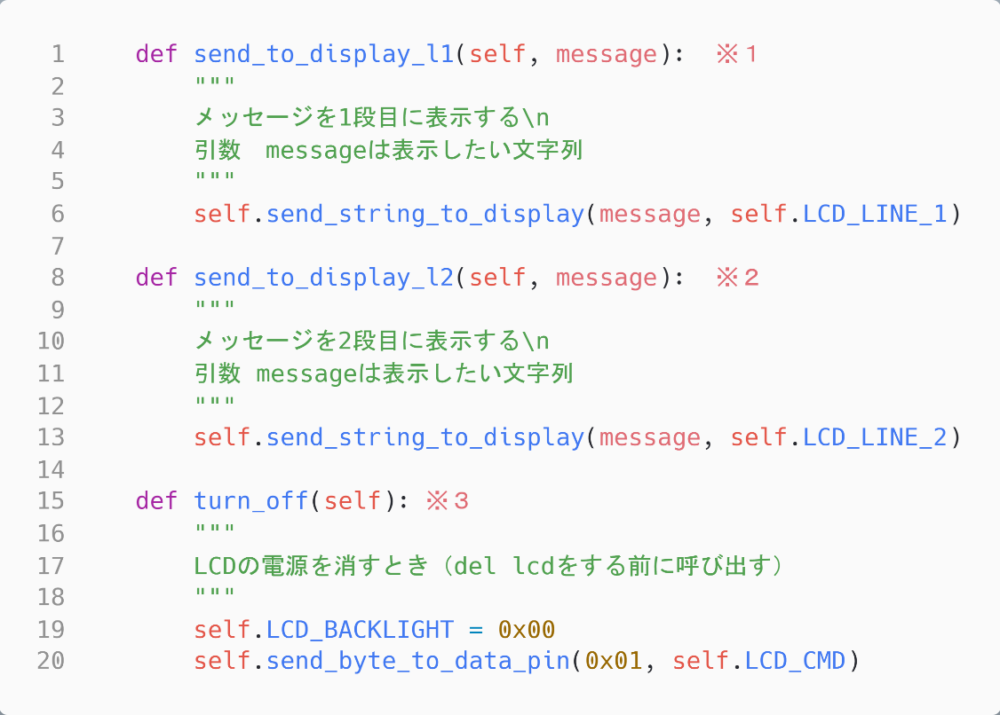 1 def send_to_display_l1(self, message): ※1
2 """
3 メッセージを1段目に表示する\n
4 引数　messageは表示したい文字列
5 """
6 self.send_string_to_display(message, self.LCD_LINE_1)
7
8 def send_to_display_l2(self, message): ※2
9 """
10 メッセージを2段目に表示する\n
11 引数 messageは表示したい文字列
12 """
13 self.send_string_to_display(message, self.LCD_LINE_2)
14
15 def turn_off(self): ※3
16 """
17 LCDの電源を消すとき（del lcdをする前に呼び出す）
18 """
19 self.LCD_BACKLIGHT = 0x00
20 self.send_byte_to_data_pin(0x01, self.LCD_CMD)